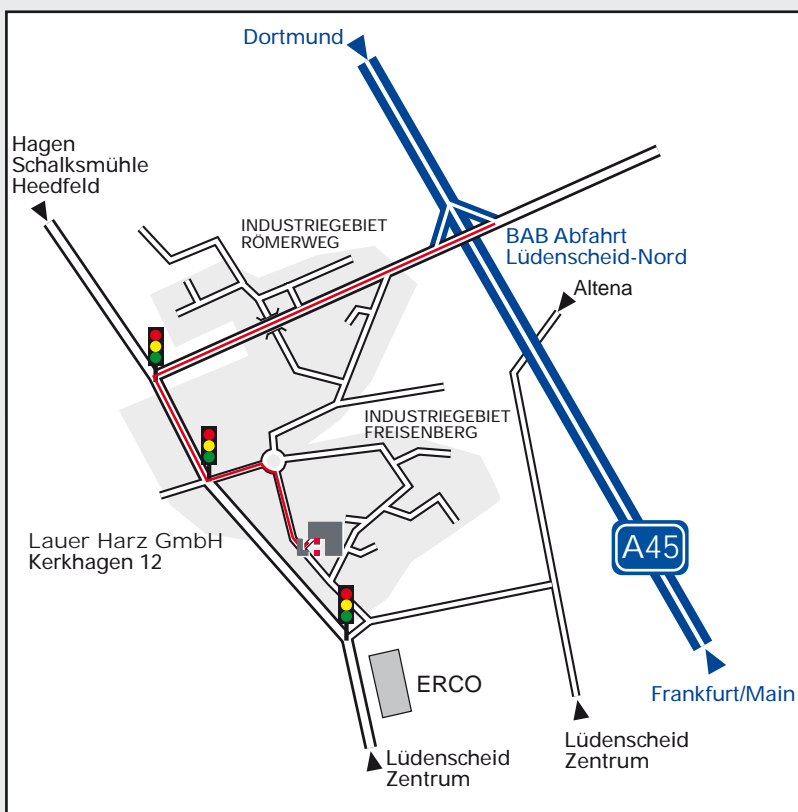 Dortmund
Hagen
Schalksmühle
Heedfeld
INDUSTRIEGEBIET
RÖMERWEG
BAB Abfahrt
Lüdenscheid-Nord
Altena
INDUSTRIEGEBIET
FREISENBERG
Lauer Harz GmbH
Kerkhagen 12
A45
ERCO
Frankfurt/Main
Lüdenscheid
Zentrum
Lüdenscheid
Zentrum